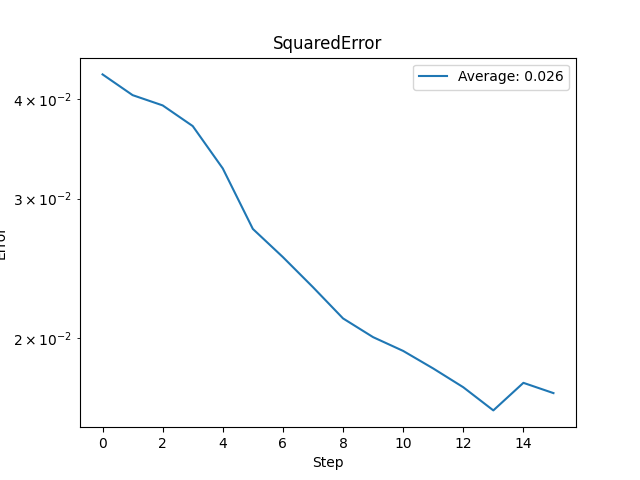 SquaredError
Average: 0.026
4 × 10⁻²
3 × 10⁻²
2 × 10⁻²
Error
0 2 4 6 8 10 12 14
Step